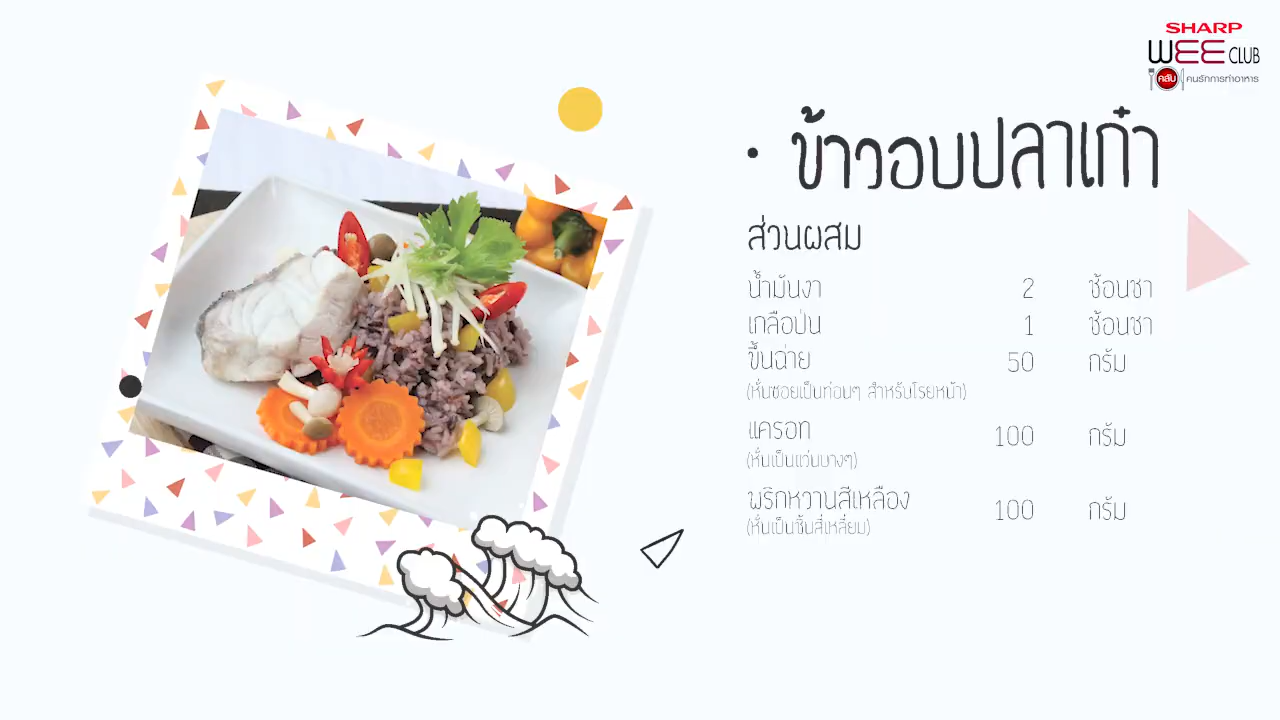 SHARP
WEE CLUB
คลับ คนรักการทำอาหาร
• ข้าวอบปลาเก๋า
ส่วนผสม
น้ำมันงา 2 ช้อนชา
เกลือป่น 1 ช้อนชา
ขึ้นฉ่าย 50 กรัม
(หั่นซอยเป็นท่อนๆ สำหรับโรยหน้า)
แครอท 100 กรัม
(หั่นเป็นแว่นบางๆ)
พริกหวานสีเหลือง 100 กรัม
(หั่นเป็นชิ้นสี่เหลี่ยม)